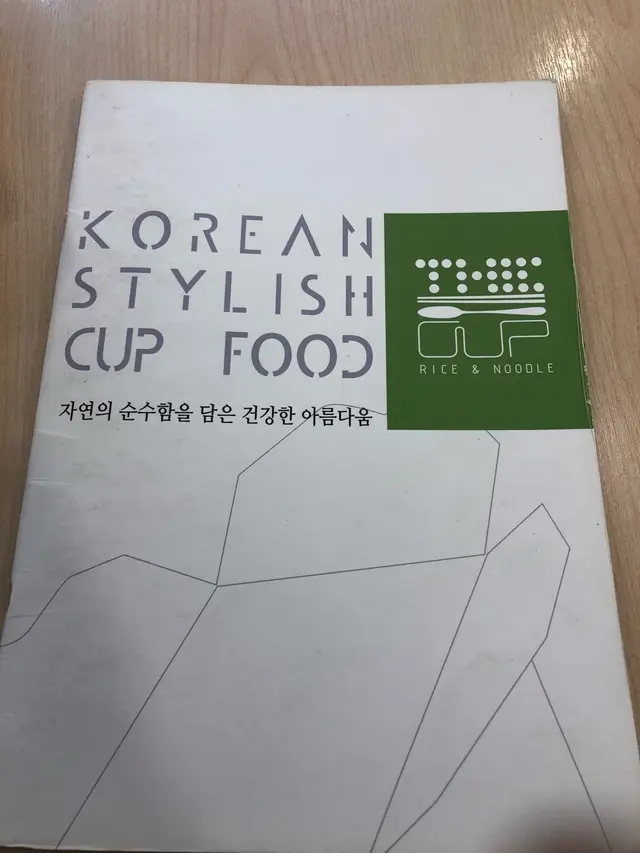 KOREAN
STYLISH
CUP FOOD
자연의 순수함을 담은 건강한 아름다움
THE
CUP
RICE & NOODLE